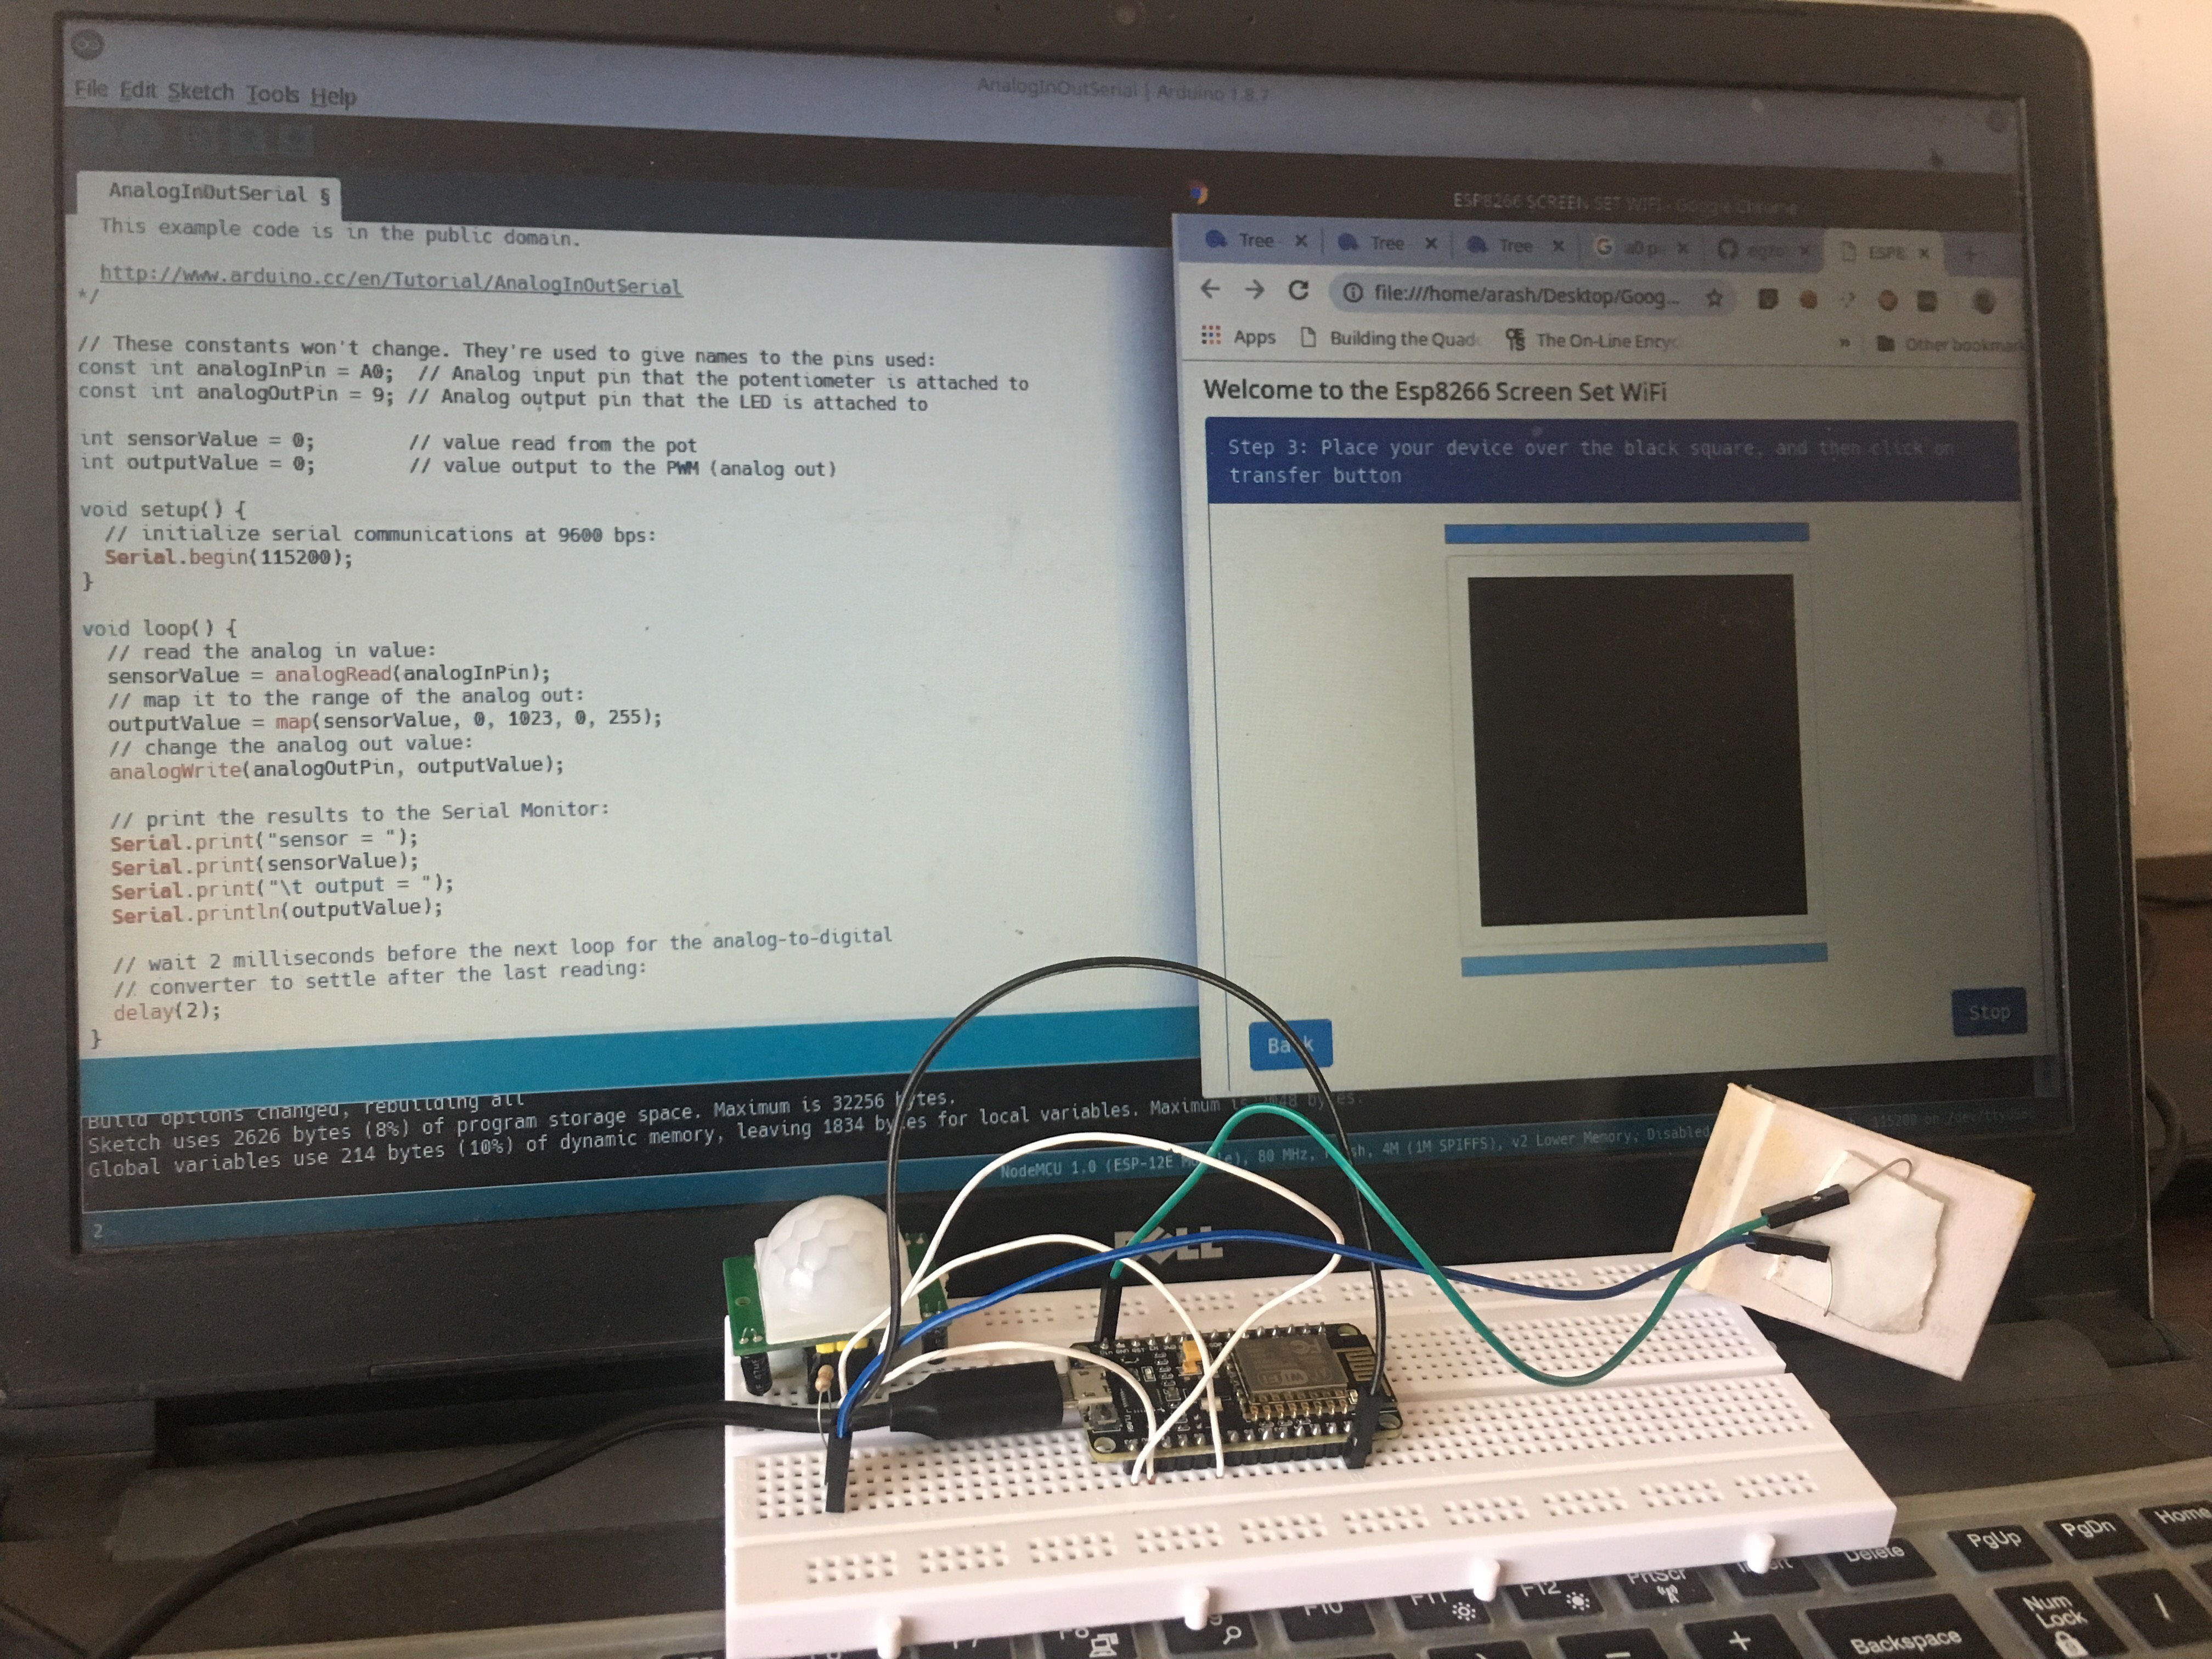 AnalogInOutSerial | Arduino 1.8.7
File Edit Sketch Tools Help
AnalogInOutSerial §
This example code is in the public domain.
http://www.arduino.cc/en/Tutorial/AnalogInOutSerial
*/
// These constants won't change. They're used to give names to the pins used:
const int analogInPin = A0;  // Analog input pin that the potentiometer is attached to
const int analogOutPin = 9; // Analog output pin that the LED is attached to
int sensorValue = 0;        // value read from the pot
int outputValue = 0;        // value output to the PWM (analog out)
void setup() {
// initialize serial communications at 9600 bps:
Serial.begin(115200);
}
void loop() {
// read the analog in value:
sensorValue = analogRead(analogInPin);
// map it to the range of the analog out:
outputValue = map(sensorValue, 0, 1023, 0, 255);
// change the analog out value:
analogWrite(analogOutPin, outputValue);
// print the results to the Serial Monitor:
Serial.print("sensor = ");
Serial.print(sensorValue);
Serial.print("\t output = ");
Serial.println(outputValue);
// wait 2 milliseconds before the next loop for the analog-to-digital
// converter to settle after the last reading:
delay(2);
}
Build options changed, rebuilding all
Sketch uses 2626 bytes (8%) of program storage space. Maximum is 32256 bytes.
Global variables use 214 bytes (10%) of dynamic memory, leaving 1834 bytes for local variables. Maximum is 2048 bytes.
2
NodeMCU 1.0 (ESP-12E Module), 80 MHz, Flash, 4M (1M SPIFFS), v2 Lower Memory, Disabled
115200 on
ESP8266 SCREEN SET WIFI - Google Chrome
Tree Tree Tree a0 p ESP8
file:///home/arash/Desktop/Goog...
Apps Building the Quad The On-Line Ency » Other bookmar
Welcome to the Esp8266 Screen Set WiFi
Step 3: Place your device over the black square, and then click on
transfer button
Back Stop
DELL
WiFi
F10 F11 F12 PrtScr Insert Delete PgUp PgDn Home
Backspace Num Lock
+